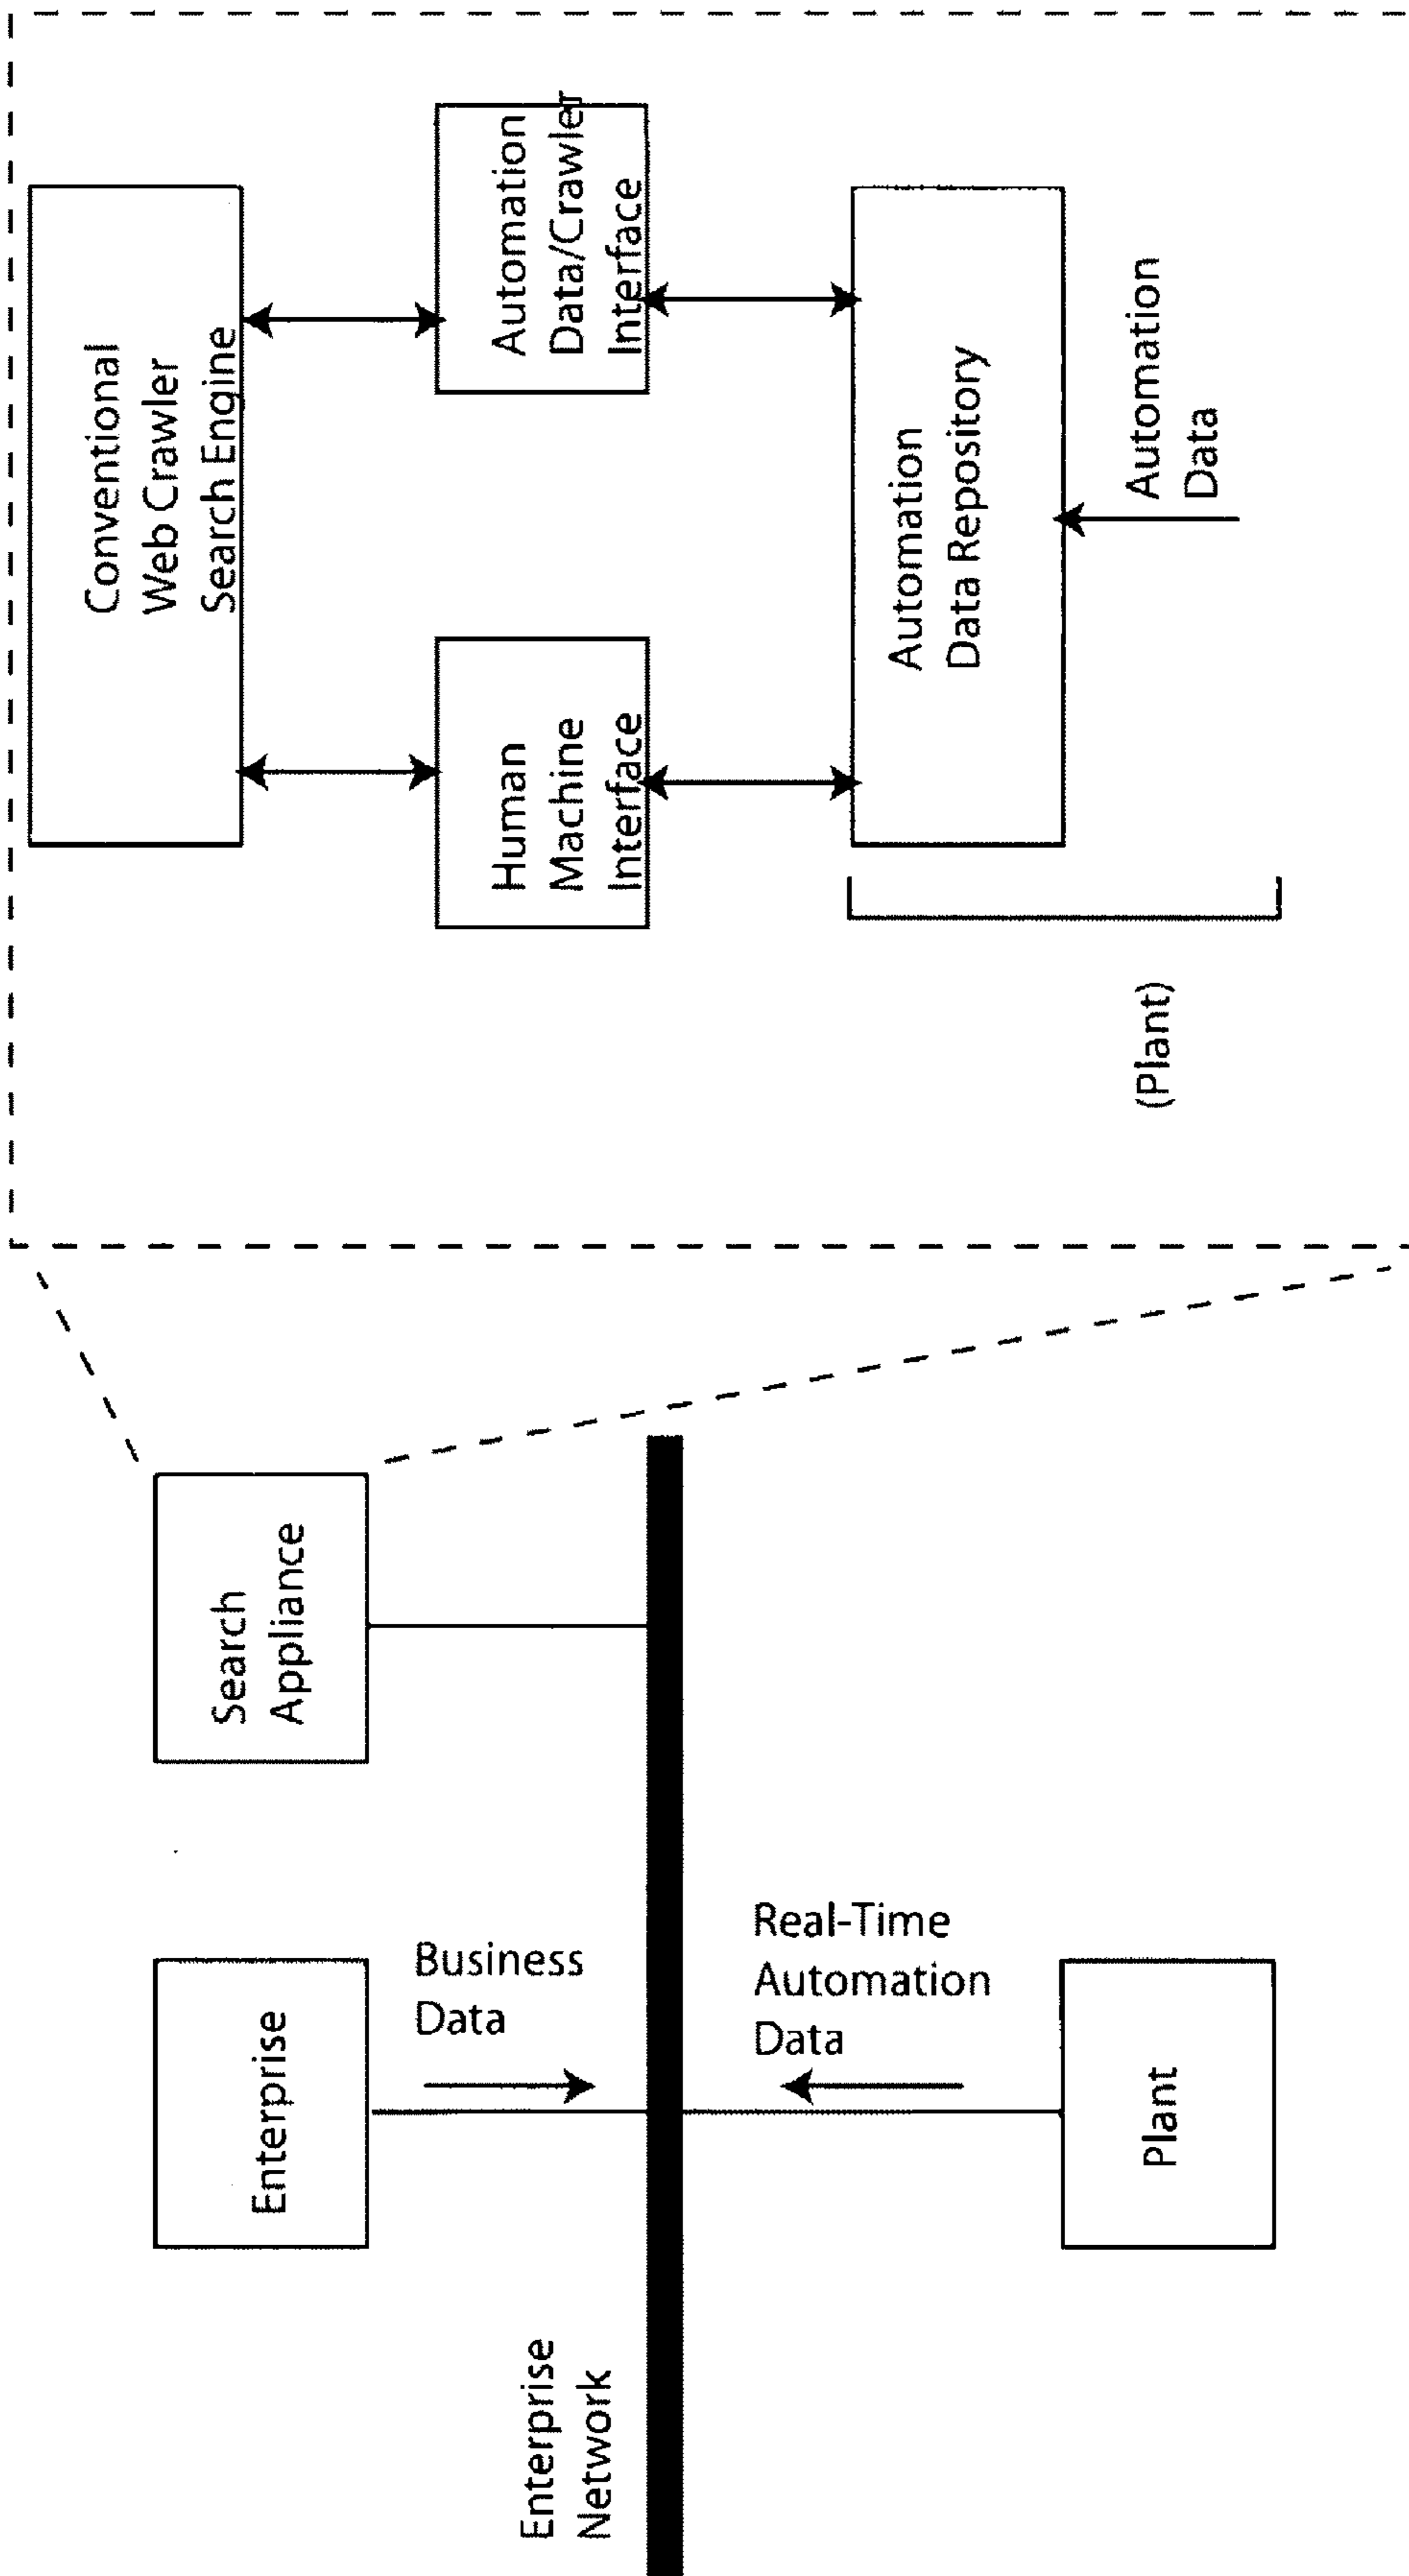 Enterprise
Network
Enterprise
Business
Data
Real-Time
Automation
Data
Plant
Search
Appliance
Conventional
Web Crawler
Search Engine
Human
Machine
Interface
Automation
Data/Crawler
Interface
Automation
Data Repository
Automation
Data
(Plant)